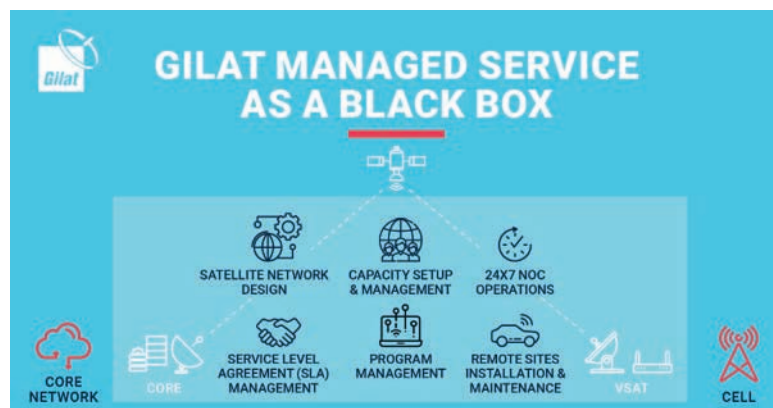 Gilat
GILAT MANAGED SERVICE
AS A BLACK BOX
SATELLITE NETWORK
DESIGN
CAPACITY SETUP
& MANAGEMENT
24X7 NOC
OPERATIONS
SERVICE LEVEL
AGREEMENT (SLA)
MANAGEMENT
PROGRAM
MANAGEMENT
REMOTE SITES
INSTALLATION &
MAINTENANCE
CORE
NETWORK
CORE
VSAT
CELL